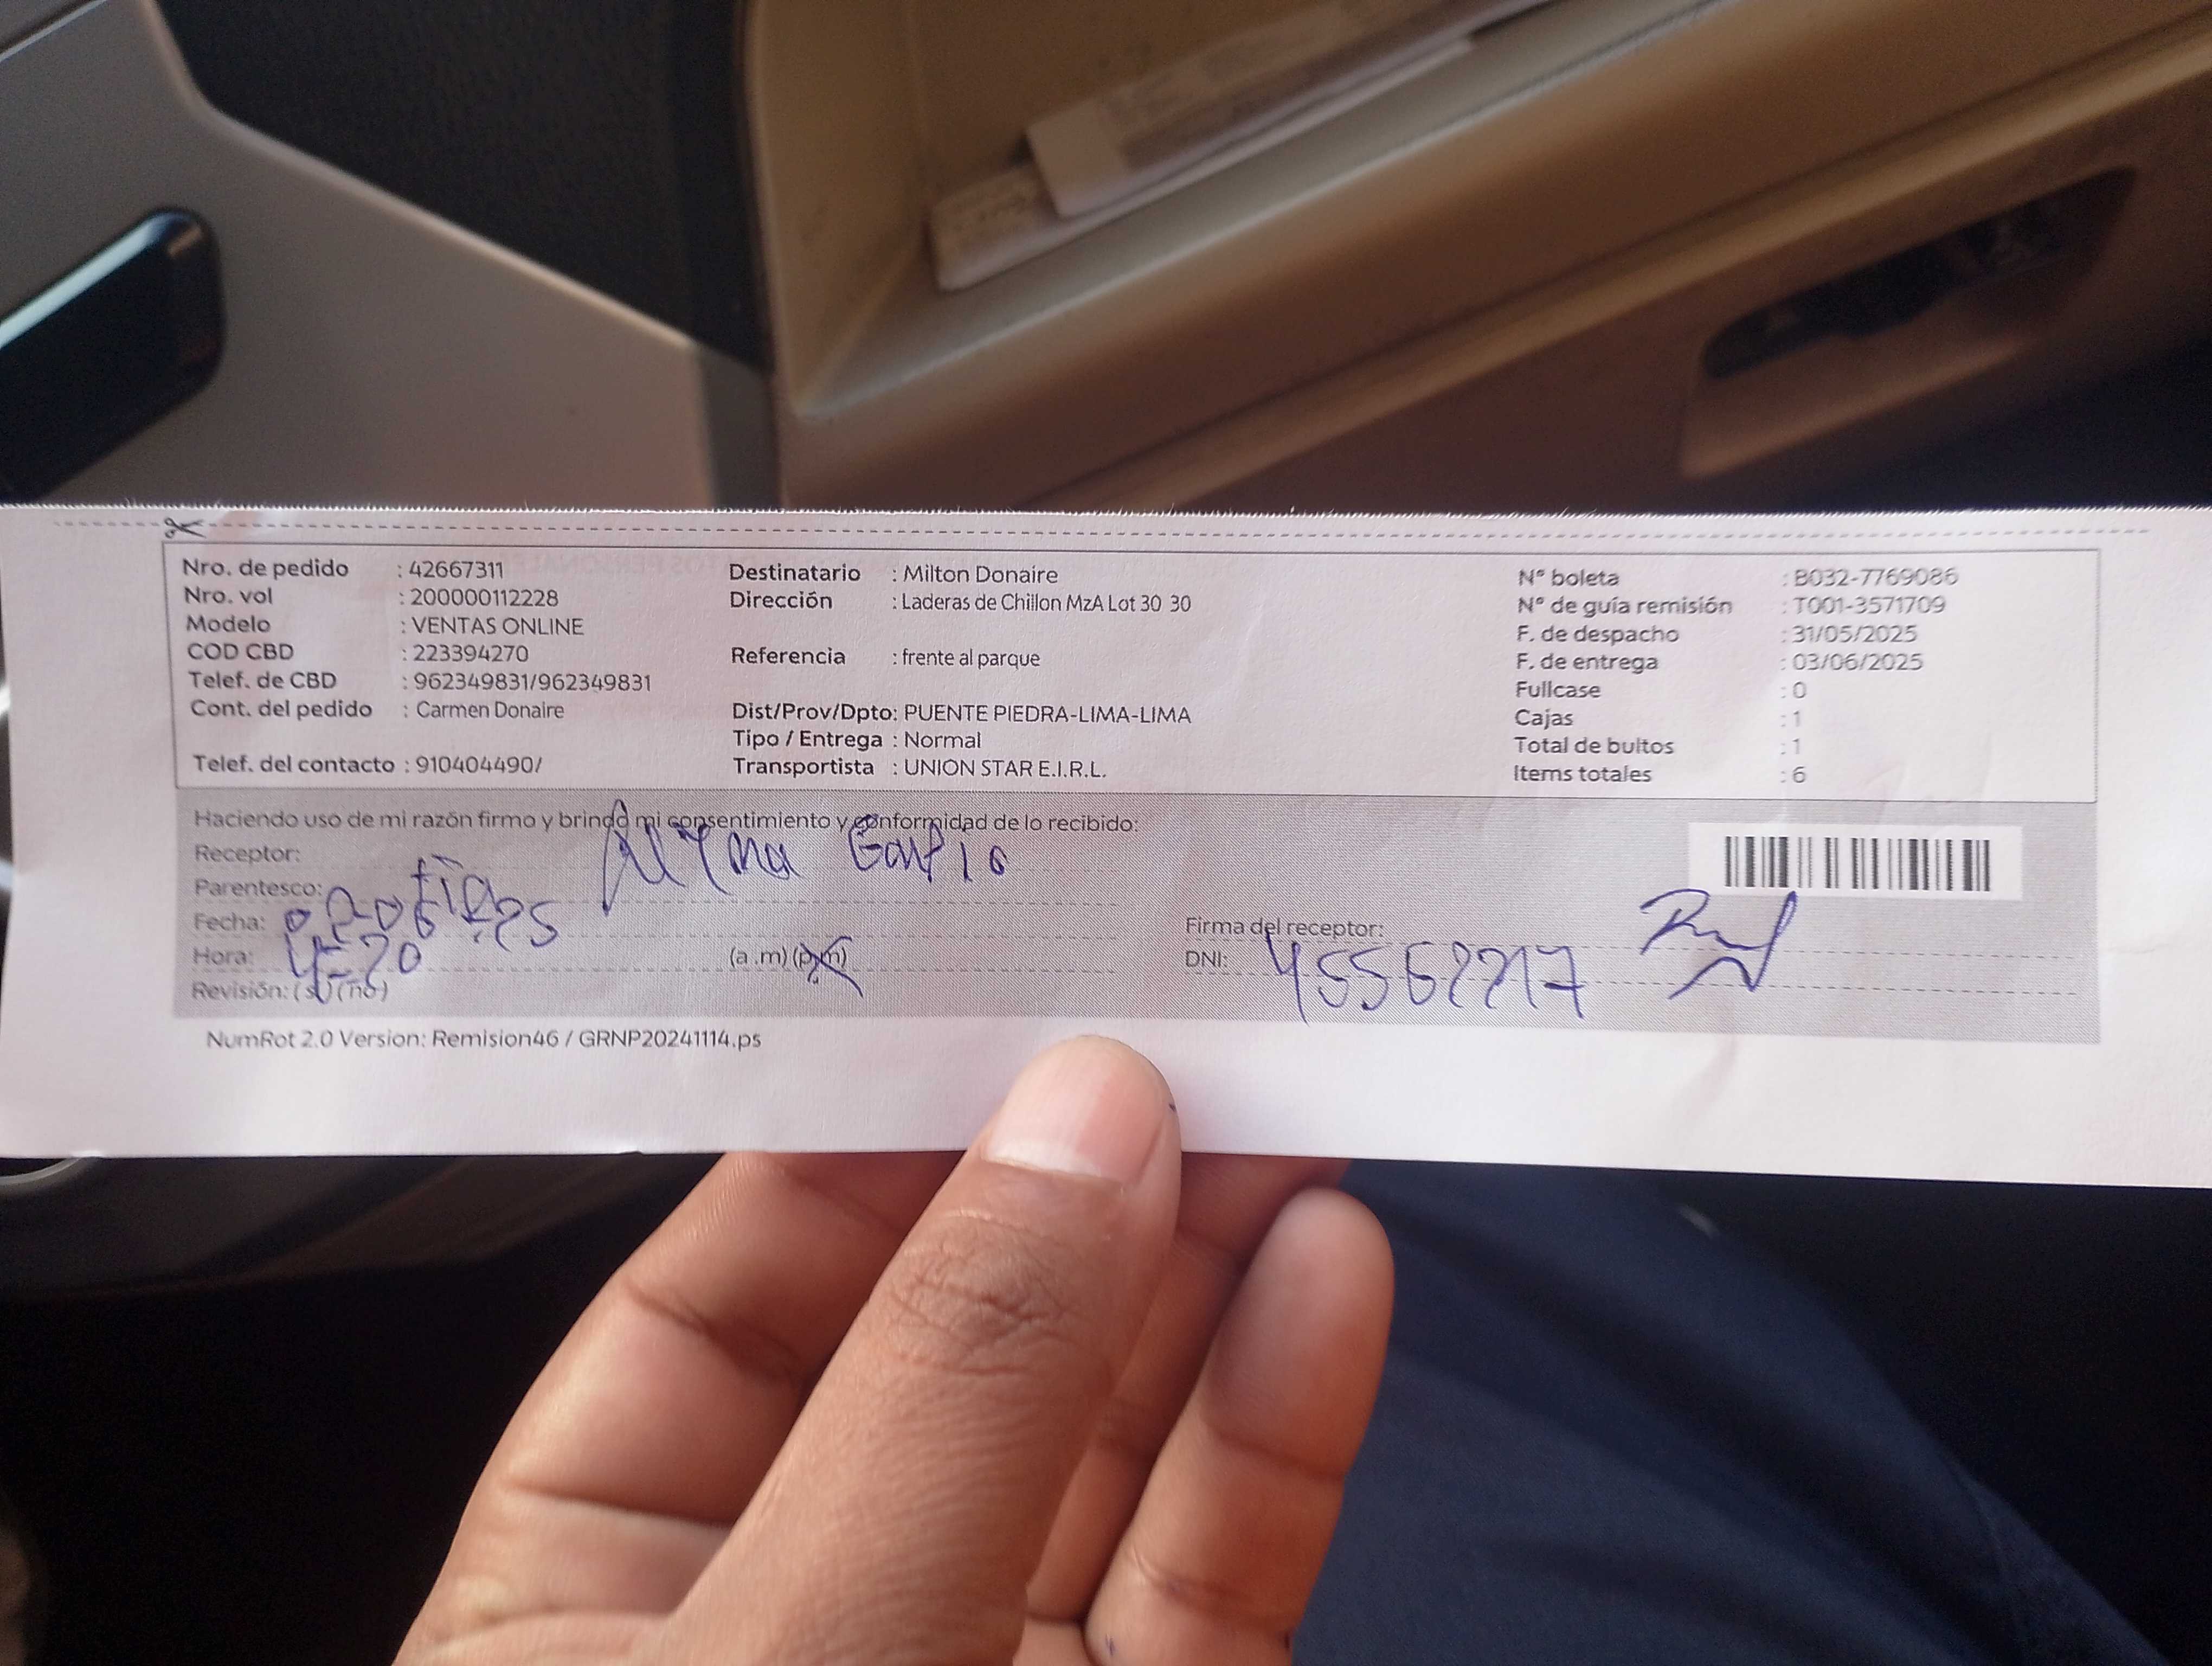 Nro. de pedido : 42667311
Nro. vol : 200000112228
Modelo : VENTAS ONLINE
COD CBD : 223394270
Telef. de CBD : 962349831/962349831
Cont. del pedido : Carmen Donaire
Telef. del contacto : 910404490/
Destinatario : Milton Donaire
Dirección : Laderas de Chillon MzA Lot 30 30
Referencia : frente al parque
Dist/Prov/Dpto: PUENTE PIEDRA-LIMA-LIMA
Tipo / Entrega : Normal
Transportista : UNION STAR E.I.R.L.
N° boleta : B032-7769086
N° de guía remisión : T001-3571709
F. de despacho : 31/05/2025
F. de entrega : 03/06/2025
Fullcase : 0
Cajas : 1
Total de bultos : 1
Items totales : 6
Haciendo uso de mi razón firmo y brindo mi consentimiento y conformidad de lo recibido:
Receptor:
Parentesco: tia
Fecha:
Hora: 4:20 (a.m) (p.m)
Revisión: (si) (no)
Firma del receptor:
DNI:
NumRot 2.0 Version: Remision46 / GRNP20241114.ps